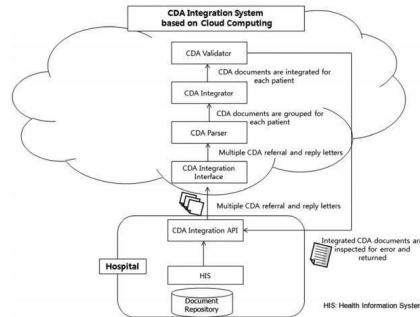 CDA Integration System
based on Cloud Computing
CDA Validator
CDA documents are integrated for
each patient
CDA Integrator
CDA documents are grouped for
each patient
CDA Parser
Multiple CDA referral and reply letters
CDA Integration
Interface
Multiple CDA referral and reply letters
CDA Integration API
Integrated CDA documents are
inspected for error and
returned
Hospital
HIS
Document
Repository
HIS: Health Information System